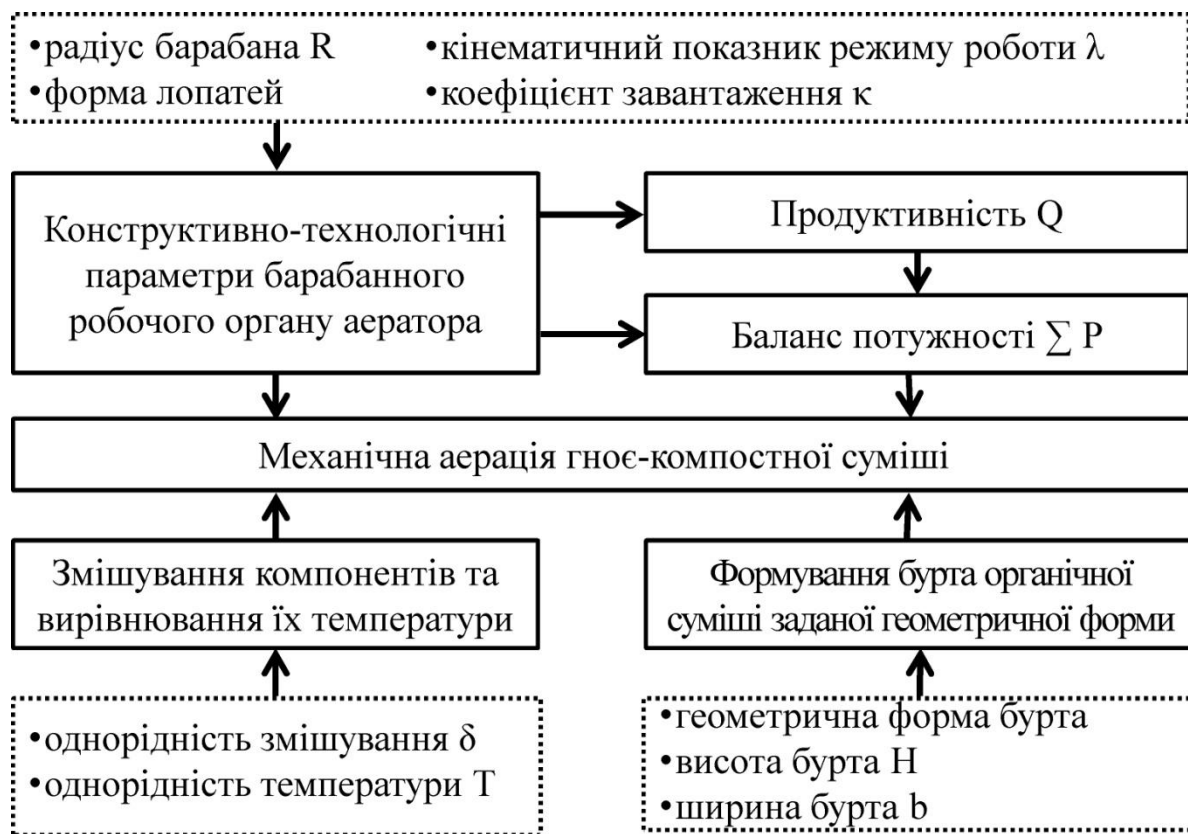 •радіус барабана R
•форма лопатей
•кінематичний показник режиму роботи λ
•коефіцієнт завантаження κ
Конструктивно-технологічні
параметри барабанного
робочого органу аератора
Продуктивність Q
Баланс потужності ∑ P
Механічна аерація гноє-компостної суміші
Змішування компонентів та
вирівнювання їх температури
Формування бурта органічної
суміші заданої геометричної форми
•однорідність змішування δ
•однорідність температури T
•геометрична форма бурта
•висота бурта H
•ширина бурта b